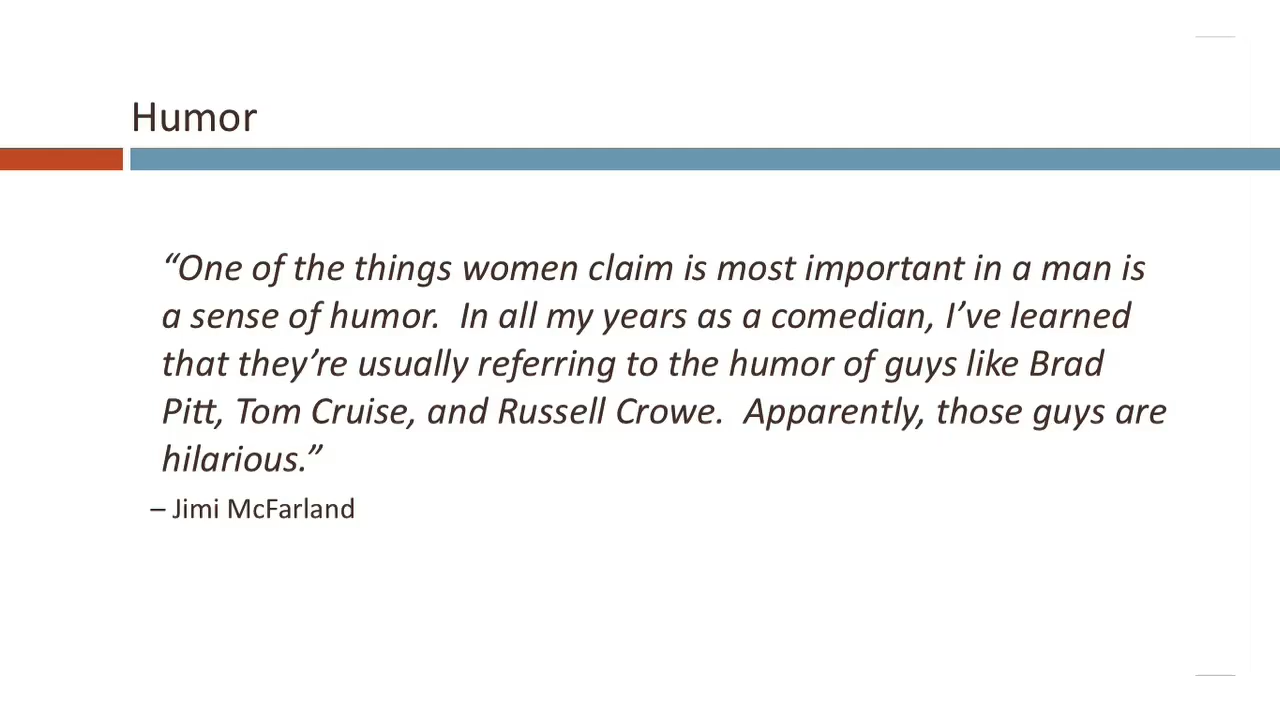 Humor
“One of the things women claim is most important in a man is
a sense of humor.  In all my years as a comedian, I’ve learned
that they’re usually referring to the humor of guys like Brad
Pitt, Tom Cruise, and Russell Crowe.  Apparently, those guys are
hilarious.”
– Jimi McFarland